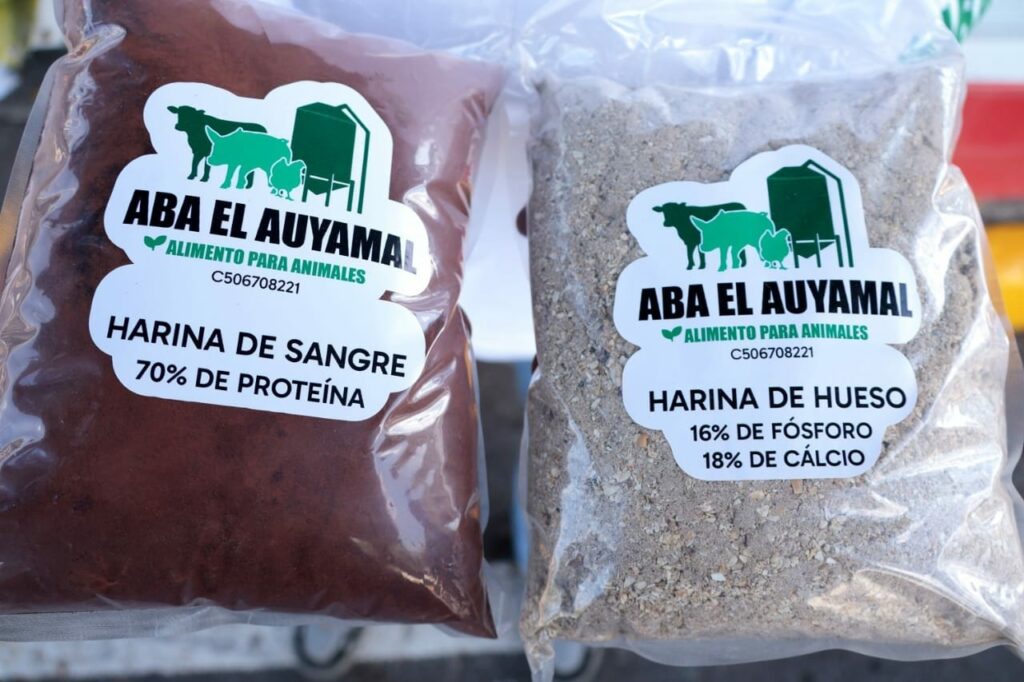 ABA EL AUYAMAL
ALIMENTO PARA ANIMALES
C506708221
HARINA DE SANGRE
70% DE PROTEÍNA
ABA EL AUYAMAL
ALIMENTO PARA ANIMALES
C506708221
HARINA DE HUESO
16% DE FÓSFORO
18% DE CÁLCIO